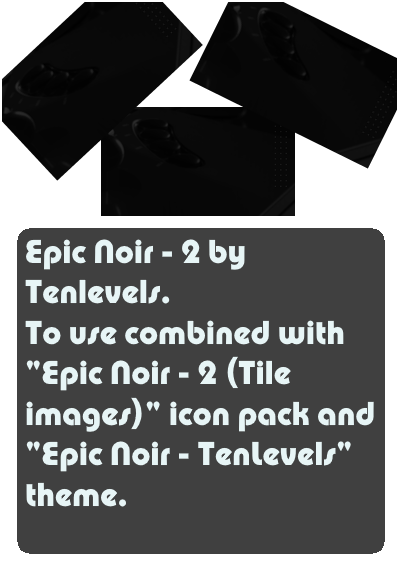 Epic Noir - 2 by
Tenlevels.
To use combined with
"Epic Noir - 2 (Tile
images)" icon pack and
"Epic Noir - TenLevels"
theme.